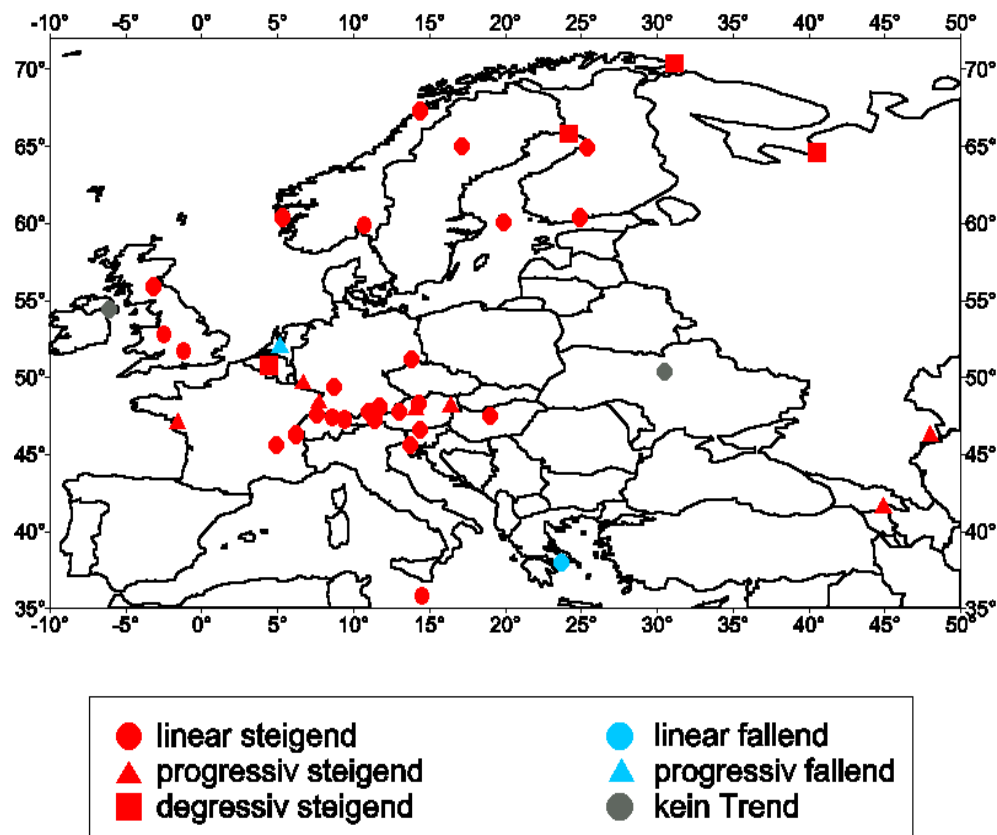 -10° -5° 0° 5° 10° 15° 20° 25° 30° 35° 40° 45° 50°
70° 70°
65° 65°
60° 60°
55° 55°
50° 50°
45° 45°
40° 40°
35° 35°
-10° -5° 0° 5° 10° 15° 20° 25° 30° 35° 40° 45° 50°
linear steigend linear fallend
progressiv steigend progressiv fallend
degressiv steigend kein Trend